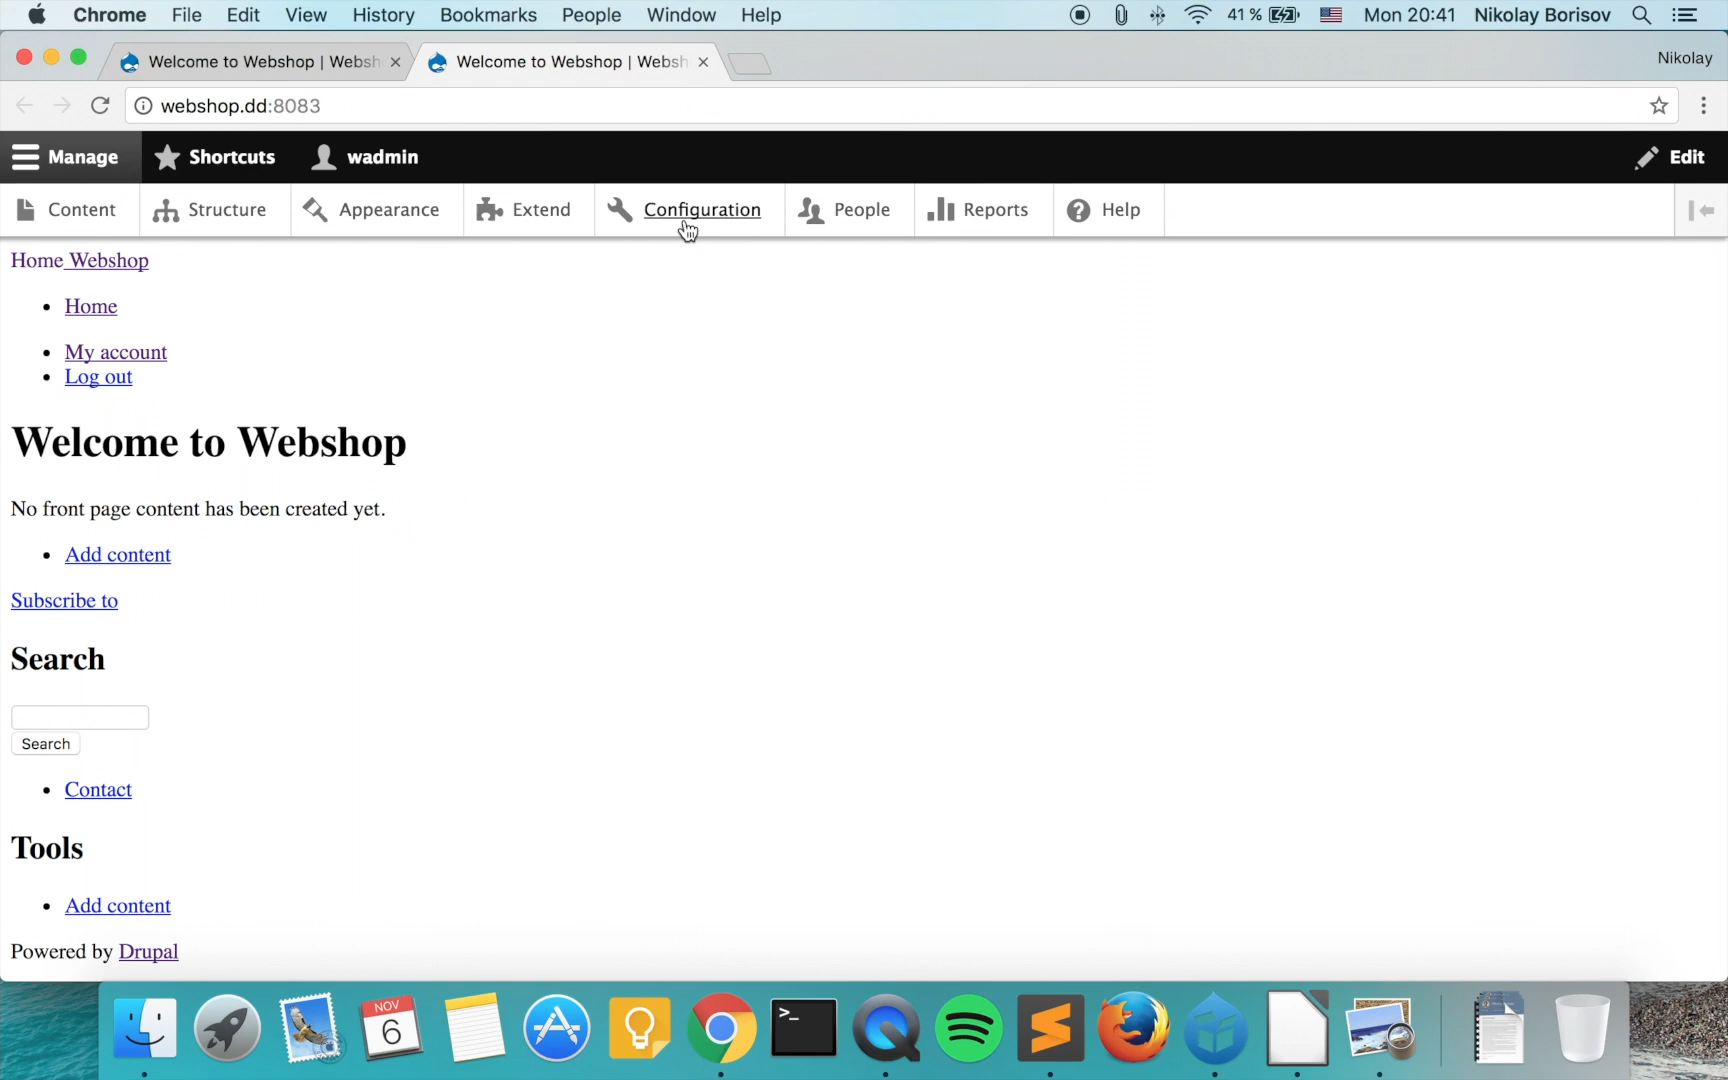 Chrome File Edit View History Bookmarks People Window Help 41 % Mon 20:41 Nikolay Borisov
Welcome to Webshop | Websh Welcome to Webshop | Websh Nikolay
webshop.dd:8083
Manage Shortcuts wadmin Edit
Content Structure Appearance Extend Configuration People Reports Help
Home Webshop
Home
My account
Log out
Welcome to Webshop
No front page content has been created yet.
Add content
Subscribe to
Search
Search
Contact
Tools
Add content
Powered by Drupal
NOV
6
>_